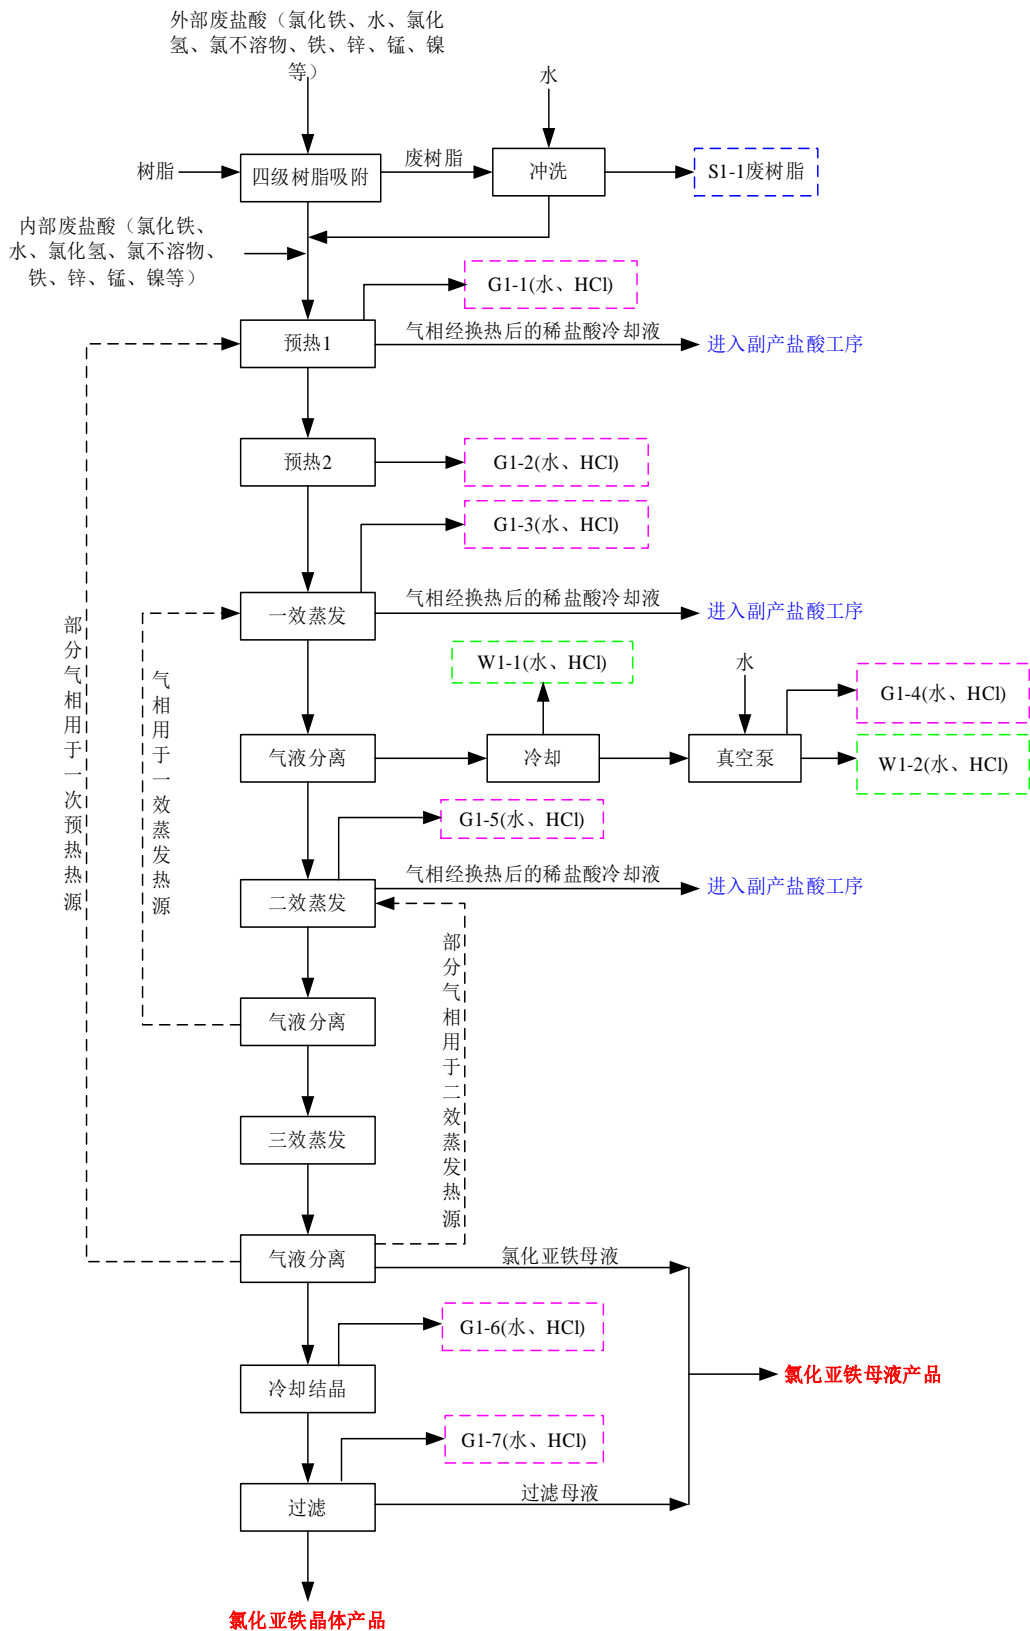 外部废盐酸（氯化铁、水、氯化
氢、氯不溶物、铁、锌、锰、镍
等）
水
树脂
四级树脂吸附
废树脂
冲洗
S1-1废树脂
内部废盐酸（氯化铁、
水、氯化氢、氯不溶物、
铁、锌、锰、镍等）
G1-1(水、HCl)
预热1
气相经换热后的稀盐酸冷却液
进入副产盐酸工序
预热2
G1-2(水、HCl)
G1-3(水、HCl)
一效蒸发
气相经换热后的稀盐酸冷却液
进入副产盐酸工序
部分气相用于一次预热热源
气相用于一效蒸发热源
W1-1(水、HCl)
水
G1-4(水、HCl)
气液分离
冷却
真空泵
W1-2(水、HCl)
G1-5(水、HCl)
二效蒸发
气相经换热后的稀盐酸冷却液
进入副产盐酸工序
部分气相用于二效蒸发热源
气液分离
三效蒸发
气液分离
氯化亚铁母液
G1-6(水、HCl)
冷却结晶
氯化亚铁母液产品
G1-7(水、HCl)
过滤
过滤母液
氯化亚铁晶体产品